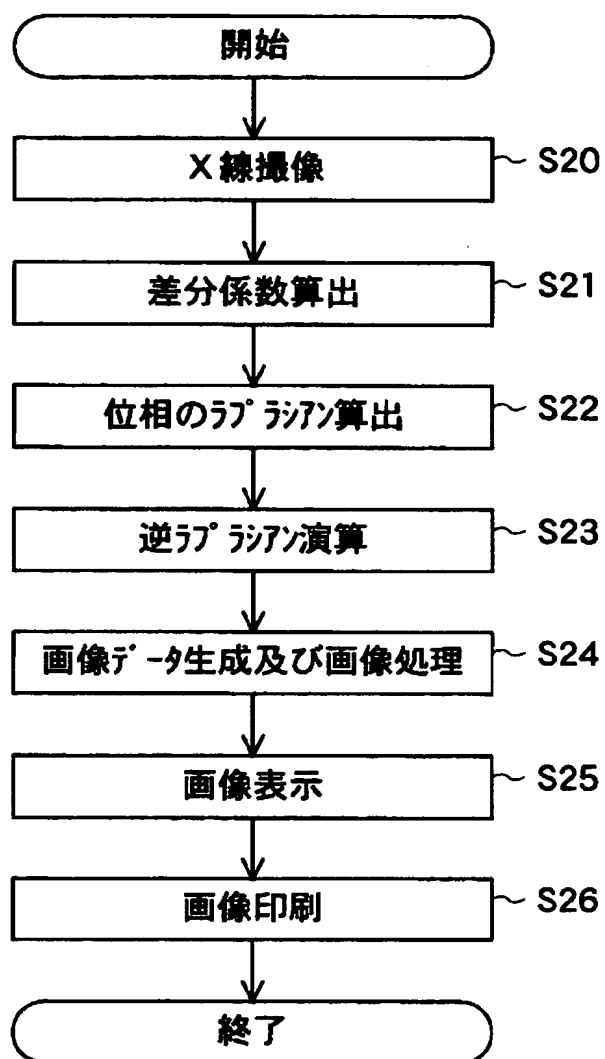 開始
X線撮像 ~ S20
差分係数算出 ~ S21
位相のﾗﾌﾟﾗｼｱﾝ算出 ~ S22
逆ﾗﾌﾟﾗｼｱﾝ演算 ~ S23
画像ﾃﾞｰﾀ生成及び画像処理 ~ S24
画像表示 ~ S25
画像印刷 ~ S26
終了